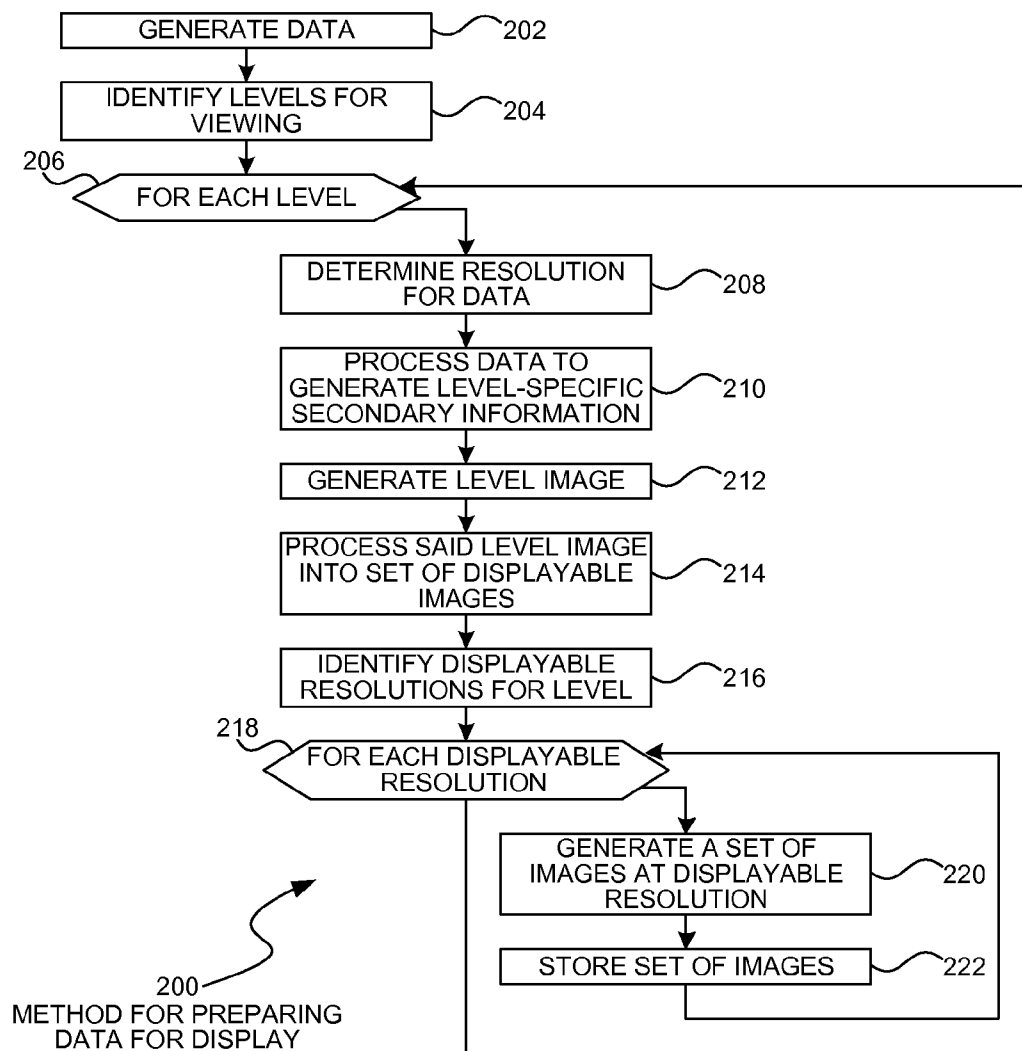 GENERATE DATA
202
IDENTIFY LEVELS FOR
VIEWING
204
206
FOR EACH LEVEL
DETERMINE RESOLUTION
FOR DATA
208
PROCESS DATA TO
GENERATE LEVEL-SPECIFIC
SECONDARY INFORMATION
210
GENERATE LEVEL IMAGE
212
PROCESS SAID LEVEL IMAGE
INTO SET OF DISPLAYABLE
IMAGES
214
IDENTIFY DISPLAYABLE
RESOLUTIONS FOR LEVEL
216
218
FOR EACH DISPLAYABLE
RESOLUTION
GENERATE A SET OF
IMAGES AT DISPLAYABLE
RESOLUTION
220
STORE SET OF IMAGES
222
200
METHOD FOR PREPARING
DATA FOR DISPLAY